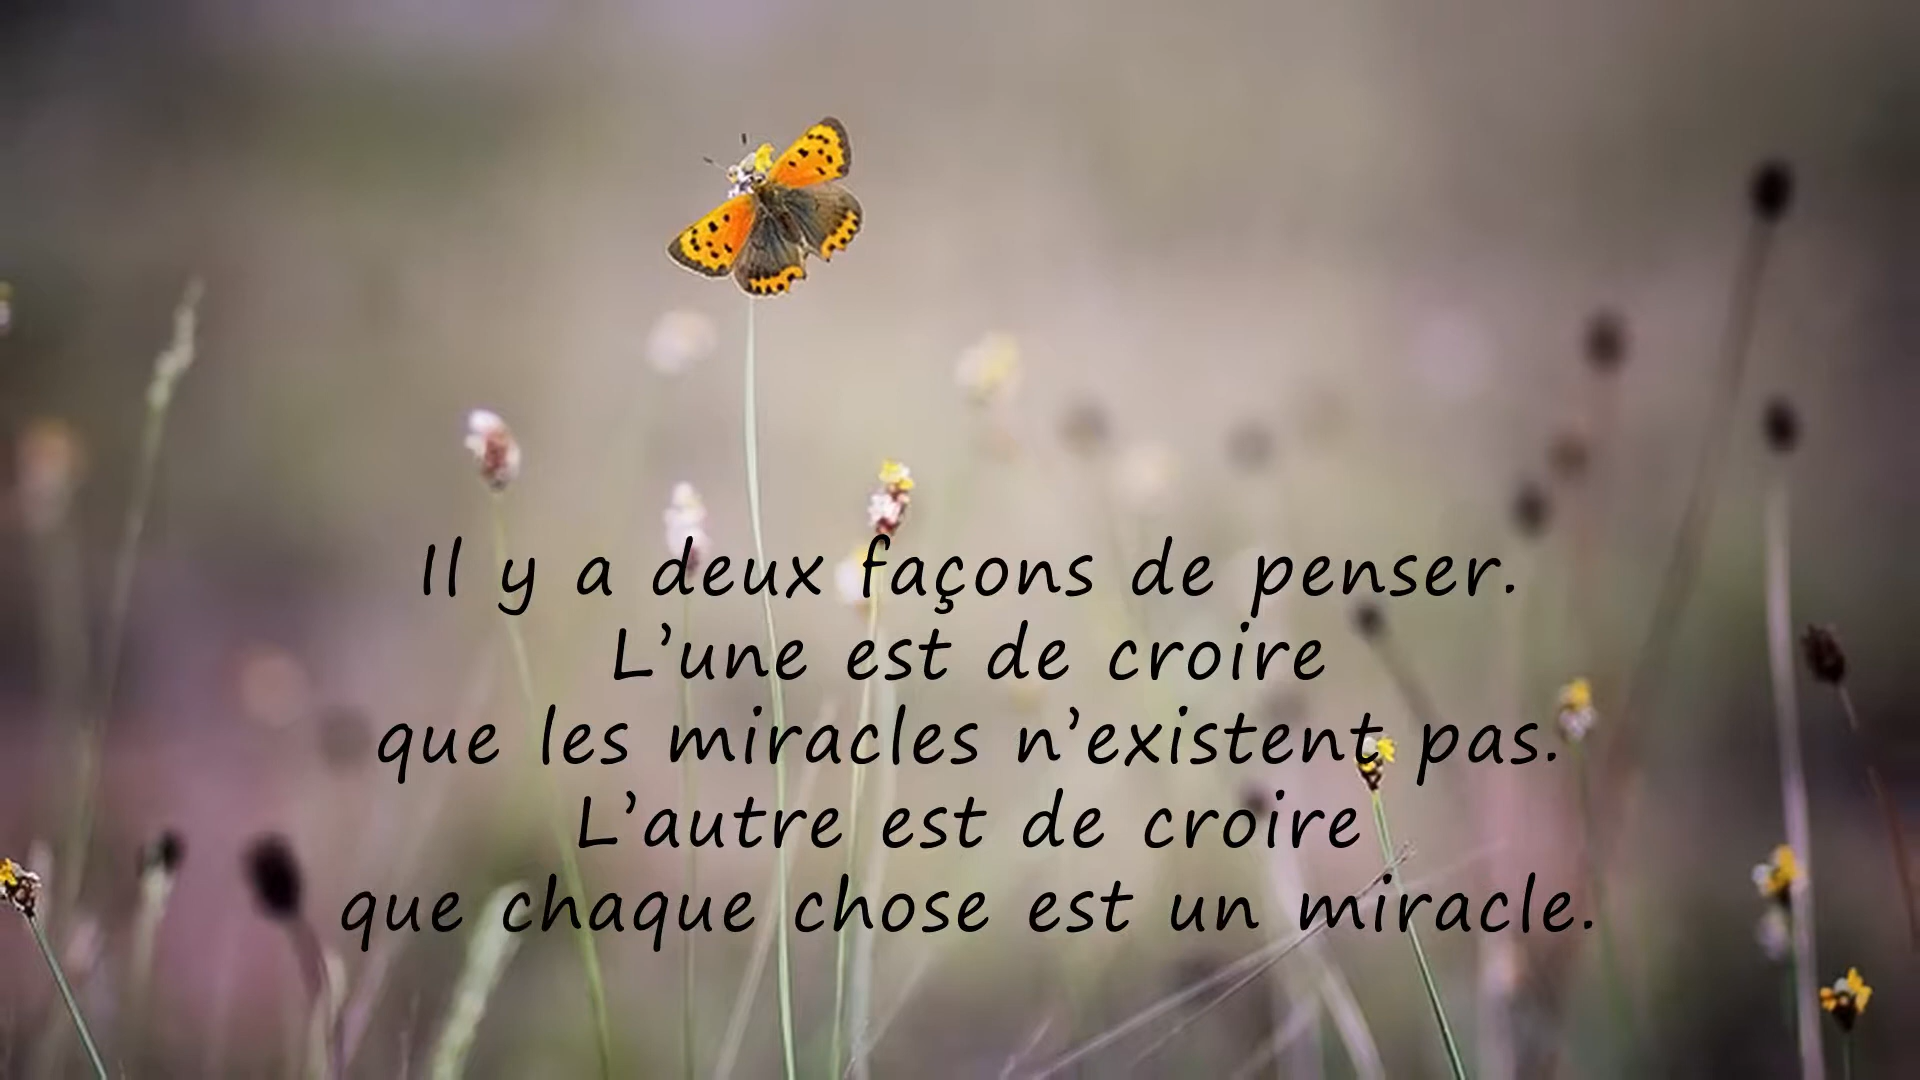 Il y a deux façons de penser.
L’une est de croire
que les miracles n’existent pas.
L’autre est de croire
que chaque chose est un miracle.